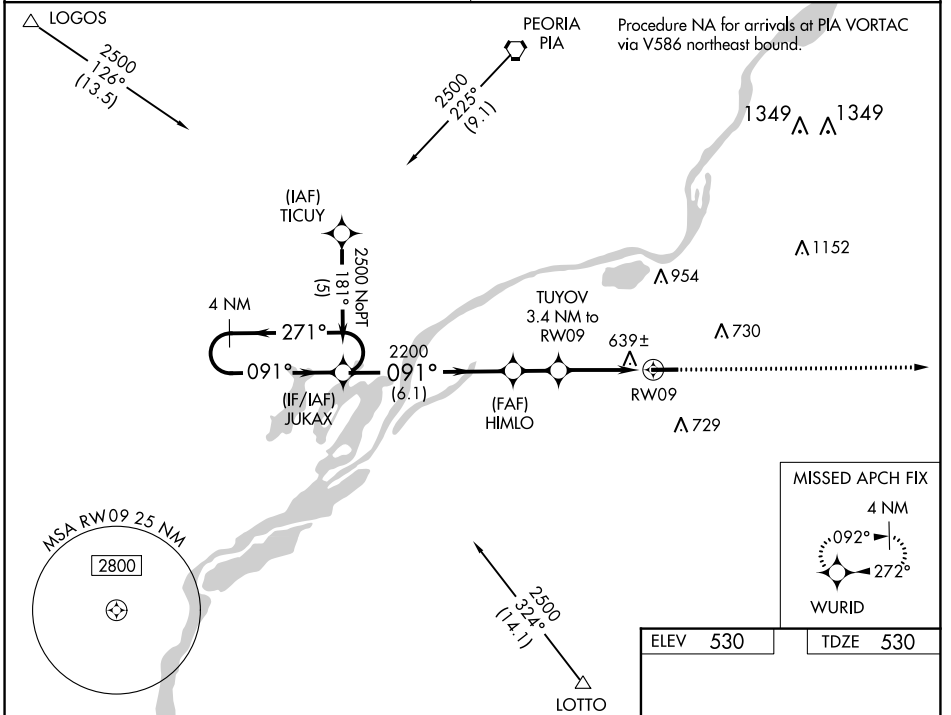 LOGOS
2500
126°
(13.5)
PEORIA
PIA
2500
225°
(9.1)
Procedure NA for arrivals at PIA VORTAC
via V586 northeast bound.
1349
1349
(IAF)
TICUY
2500 NoPT
181°
(5)
4 NM
271°
091°
(IF/IAF)
JUKAX
2200
091°
(6.1)
(FAF)
HIMLO
TUYOV
3.4 NM to
RW09
639±
RW09
954
1152
730
729
MSA RW09 25 NM
2800
2500
324°
(14.1)
LOTTO
MISSED APCH FIX
4 NM
092°
272°
WURID
ELEV 530
TDZE 530